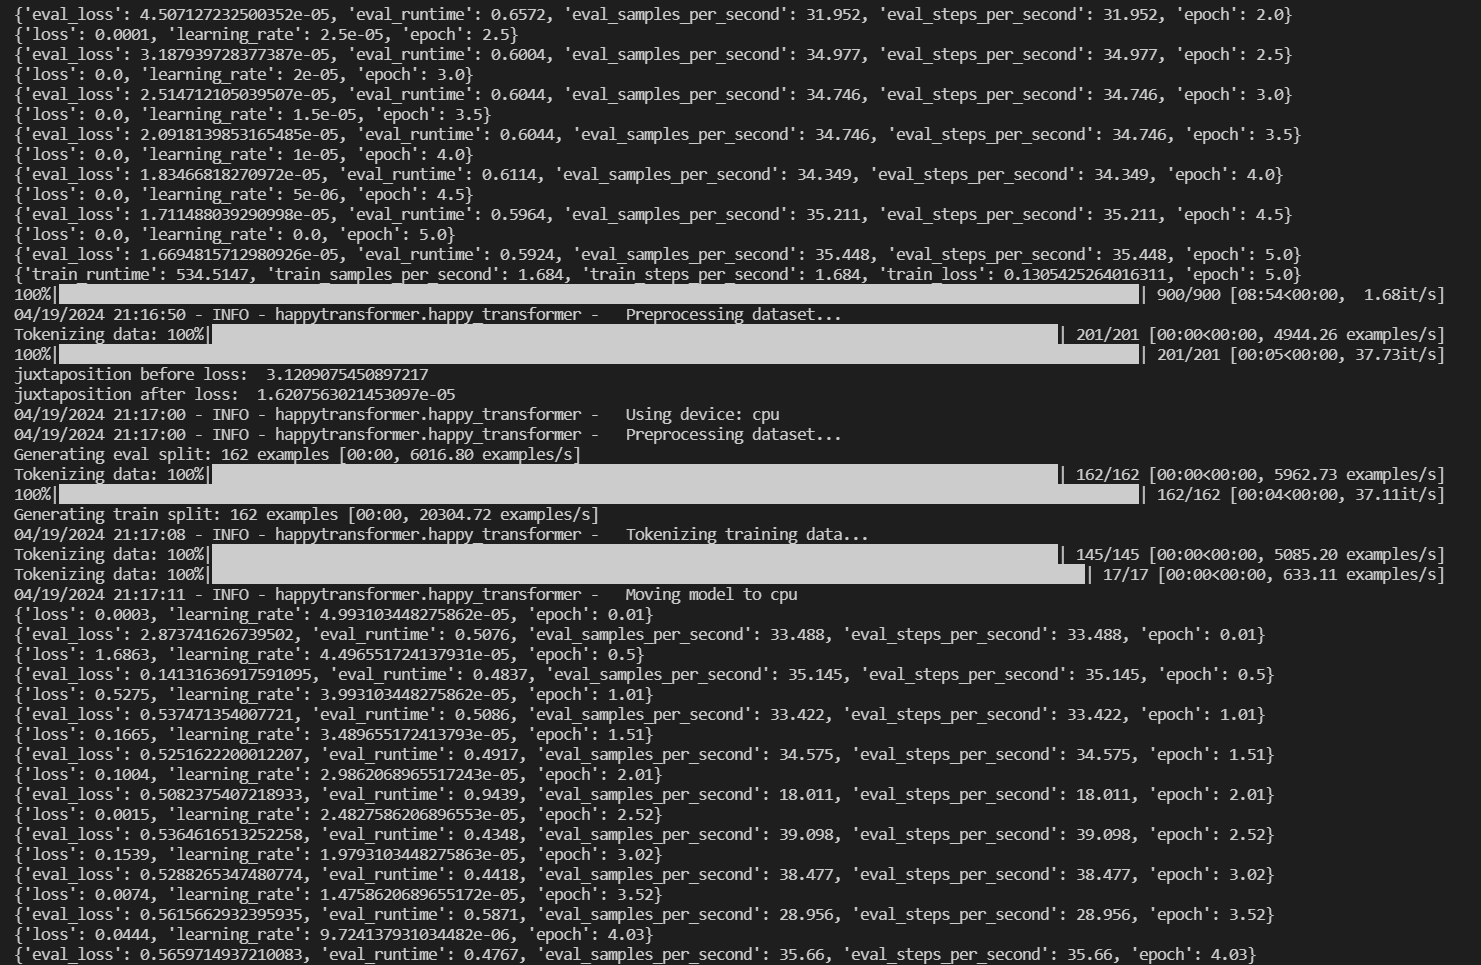 {'eval_loss': 4.507127232500352e-05, 'eval_runtime': 0.6572, 'eval_samples_per_second': 31.952, 'eval_steps_per_second': 31.952, 'epoch': 2.0}
{'loss': 0.0001, 'learning_rate': 2.5e-05, 'epoch': 2.5}
{'eval_loss': 3.187939728377387e-05, 'eval_runtime': 0.6004, 'eval_samples_per_second': 34.977, 'eval_steps_per_second': 34.977, 'epoch': 2.5}
{'loss': 0.0, 'learning_rate': 2e-05, 'epoch': 3.0}
{'eval_loss': 2.514712105039507e-05, 'eval_runtime': 0.6044, 'eval_samples_per_second': 34.746, 'eval_steps_per_second': 34.746, 'epoch': 3.0}
{'loss': 0.0, 'learning_rate': 1.5e-05, 'epoch': 3.5}
{'eval_loss': 2.0918139853165485e-05, 'eval_runtime': 0.6044, 'eval_samples_per_second': 34.746, 'eval_steps_per_second': 34.746, 'epoch': 3.5}
{'loss': 0.0, 'learning_rate': 1e-05, 'epoch': 4.0}
{'eval_loss': 1.83466818270972e-05, 'eval_runtime': 0.6114, 'eval_samples_per_second': 34.349, 'eval_steps_per_second': 34.349, 'epoch': 4.0}
{'loss': 0.0, 'learning_rate': 5e-06, 'epoch': 4.5}
{'eval_loss': 1.711488039290998e-05, 'eval_runtime': 0.5964, 'eval_samples_per_second': 35.211, 'eval_steps_per_second': 35.211, 'epoch': 4.5}
{'loss': 0.0, 'learning_rate': 0.0, 'epoch': 5.0}
{'eval_loss': 1.6694815712980926e-05, 'eval_runtime': 0.5924, 'eval_samples_per_second': 35.448, 'eval_steps_per_second': 35.448, 'epoch': 5.0}
{'train_runtime': 534.5147, 'train_samples_per_second': 1.684, 'train_steps_per_second': 1.684, 'train_loss': 0.1305425264016311, 'epoch': 5.0}
100%| | 900/900 [08:54<00:00, 1.68it/s]
04/19/2024 21:16:50 - INFO - happytransformer.happy_transformer - Preprocessing dataset...
Tokenizing data: 100%| | 201/201 [00:00<00:00, 4944.26 examples/s]
100%| | 201/201 [00:05<00:00, 37.73it/s]
juxtaposition before loss: 3.1209075450897217
juxtaposition after loss: 1.6207563021453097e-05
04/19/2024 21:17:00 - INFO - happytransformer.happy_transformer - Using device: cpu
04/19/2024 21:17:00 - INFO - happytransformer.happy_transformer - Preprocessing dataset...
Generating eval split: 162 examples [00:00, 6016.80 examples/s]
Tokenizing data: 100%| | 162/162 [00:00<00:00, 5962.73 examples/s]
100%| | 162/162 [00:04<00:00, 37.11it/s]
Generating train split: 162 examples [00:00, 20304.72 examples/s]
04/19/2024 21:17:08 - INFO - happytransformer.happy_transformer - Tokenizing training data...
Tokenizing data: 100%| | 145/145 [00:00<00:00, 5085.20 examples/s]
Tokenizing data: 100%| | 17/17 [00:00<00:00, 633.11 examples/s]
04/19/2024 21:17:11 - INFO - happytransformer.happy_transformer - Moving model to cpu
{'loss': 0.0003, 'learning_rate': 4.993103448275862e-05, 'epoch': 0.01}
{'eval_loss': 2.873741626739502, 'eval_runtime': 0.5076, 'eval_samples_per_second': 33.488, 'eval_steps_per_second': 33.488, 'epoch': 0.01}
{'loss': 1.6863, 'learning_rate': 4.496551724137931e-05, 'epoch': 0.5}
{'eval_loss': 0.14131636917591095, 'eval_runtime': 0.4837, 'eval_samples_per_second': 35.145, 'eval_steps_per_second': 35.145, 'epoch': 0.5}
{'loss': 0.5275, 'learning_rate': 3.993103448275862e-05, 'epoch': 1.01}
{'eval_loss': 0.537471354007721, 'eval_runtime': 0.5086, 'eval_samples_per_second': 33.422, 'eval_steps_per_second': 33.422, 'epoch': 1.01}
{'loss': 0.1665, 'learning_rate': 3.489655172413793e-05, 'epoch': 1.51}
{'eval_loss': 0.5251622200012207, 'eval_runtime': 0.4917, 'eval_samples_per_second': 34.575, 'eval_steps_per_second': 34.575, 'epoch': 1.51}
{'loss': 0.1004, 'learning_rate': 2.9862068965517243e-05, 'epoch': 2.01}
{'eval_loss': 0.5082375407218933, 'eval_runtime': 0.9439, 'eval_samples_per_second': 18.011, 'eval_steps_per_second': 18.011, 'epoch': 2.01}
{'loss': 0.0015, 'learning_rate': 2.4827586206896553e-05, 'epoch': 2.52}
{'eval_loss': 0.5364616513252258, 'eval_runtime': 0.4348, 'eval_samples_per_second': 39.098, 'eval_steps_per_second': 39.098, 'epoch': 2.52}
{'loss': 0.1539, 'learning_rate': 1.9793103448275863e-05, 'epoch': 3.02}
{'eval_loss': 0.5288265347480774, 'eval_runtime': 0.4418, 'eval_samples_per_second': 38.477, 'eval_steps_per_second': 38.477, 'epoch': 3.02}
{'loss': 0.0074, 'learning_rate': 1.4758620689655172e-05, 'epoch': 3.52}
{'eval_loss': 0.5615662932395935, 'eval_runtime': 0.5871, 'eval_samples_per_second': 28.956, 'eval_steps_per_second': 28.956, 'epoch': 3.52}
{'loss': 0.0444, 'learning_rate': 9.724137931034482e-06, 'epoch': 4.03}
{'eval_loss': 0.5659714937210083, 'eval_runtime': 0.4767, 'eval_samples_per_second': 35.66, 'eval_steps_per_second': 35.66, 'epoch': 4.03}